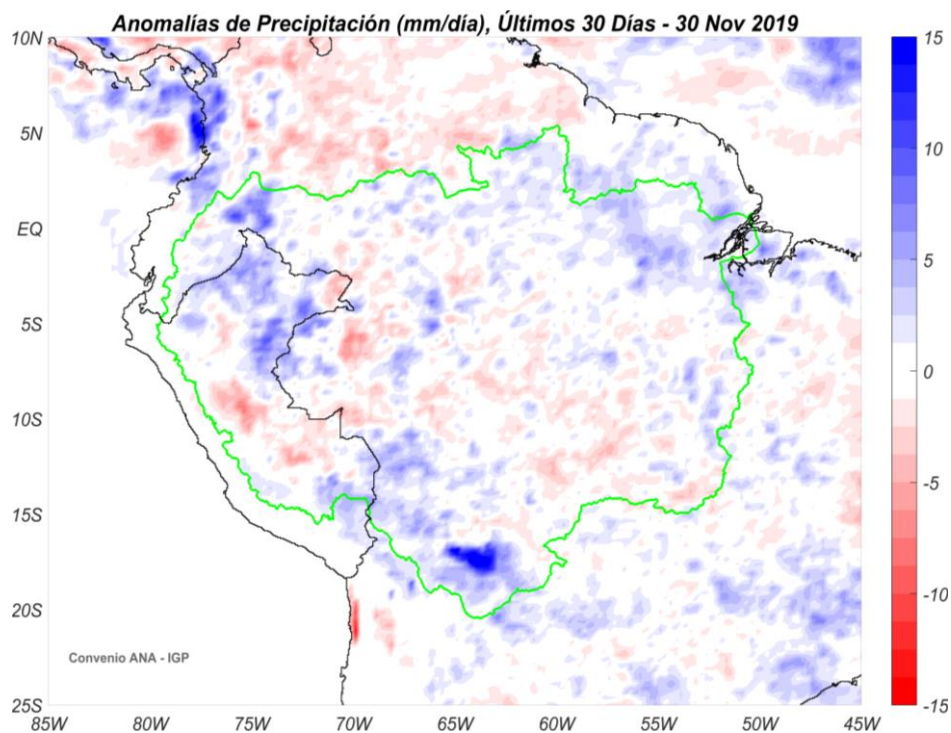 Anomalías de Precipitación (mm/día), Últimos 30 Días - 30 Nov 2019
10N
5N
EQ
5S
10S
15S
20S
25S
85W 80W 75W 70W 65W 60W 55W 50W 45W
15
10
5
0
-5
-10
-15
Convenio ANA - IGP